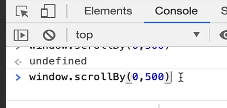 Elements
Console
top
window.scrollBy(0,500)
undefined
window.scrollBy(0,500)